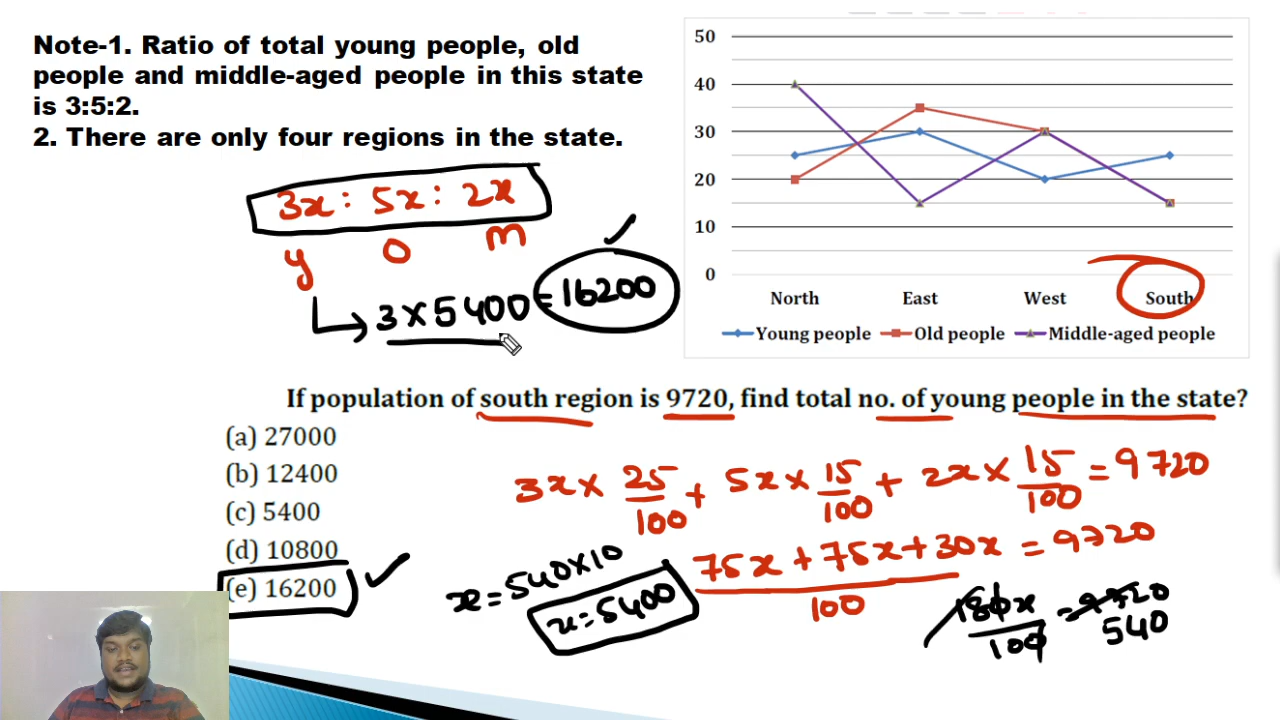 Note-1. Ratio of total young people, old
people and middle-aged people in this state
is 3:5:2.
2. There are only four regions in the state.
3x : 5x : 2x
y O m
3 × 5400 = 16200
50
40
30
20
10
0
North East West South
Young people Old people Middle-aged people
If population of south region is 9720, find total no. of young people in the state?
(a) 27000
(b) 12400
(c) 5400
(d) 10800
(e) 16200
3x × 25/100 + 5x × 15/100 + 2x × 15/100 = 9720
75x + 75x + 30x / 100 = 9720
180x / 100 = 9720
540
x = 540×10
x = 5400